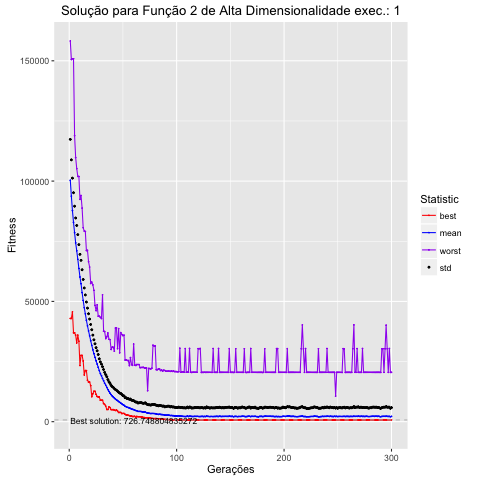 Solução para Função 2 de Alta Dimensionalidade exec.: 1
150000
100000
50000
0
Fitness
Best solution: 726.748804835272
0
100
200
300
Gerações
Statistic
best
mean
worst
std